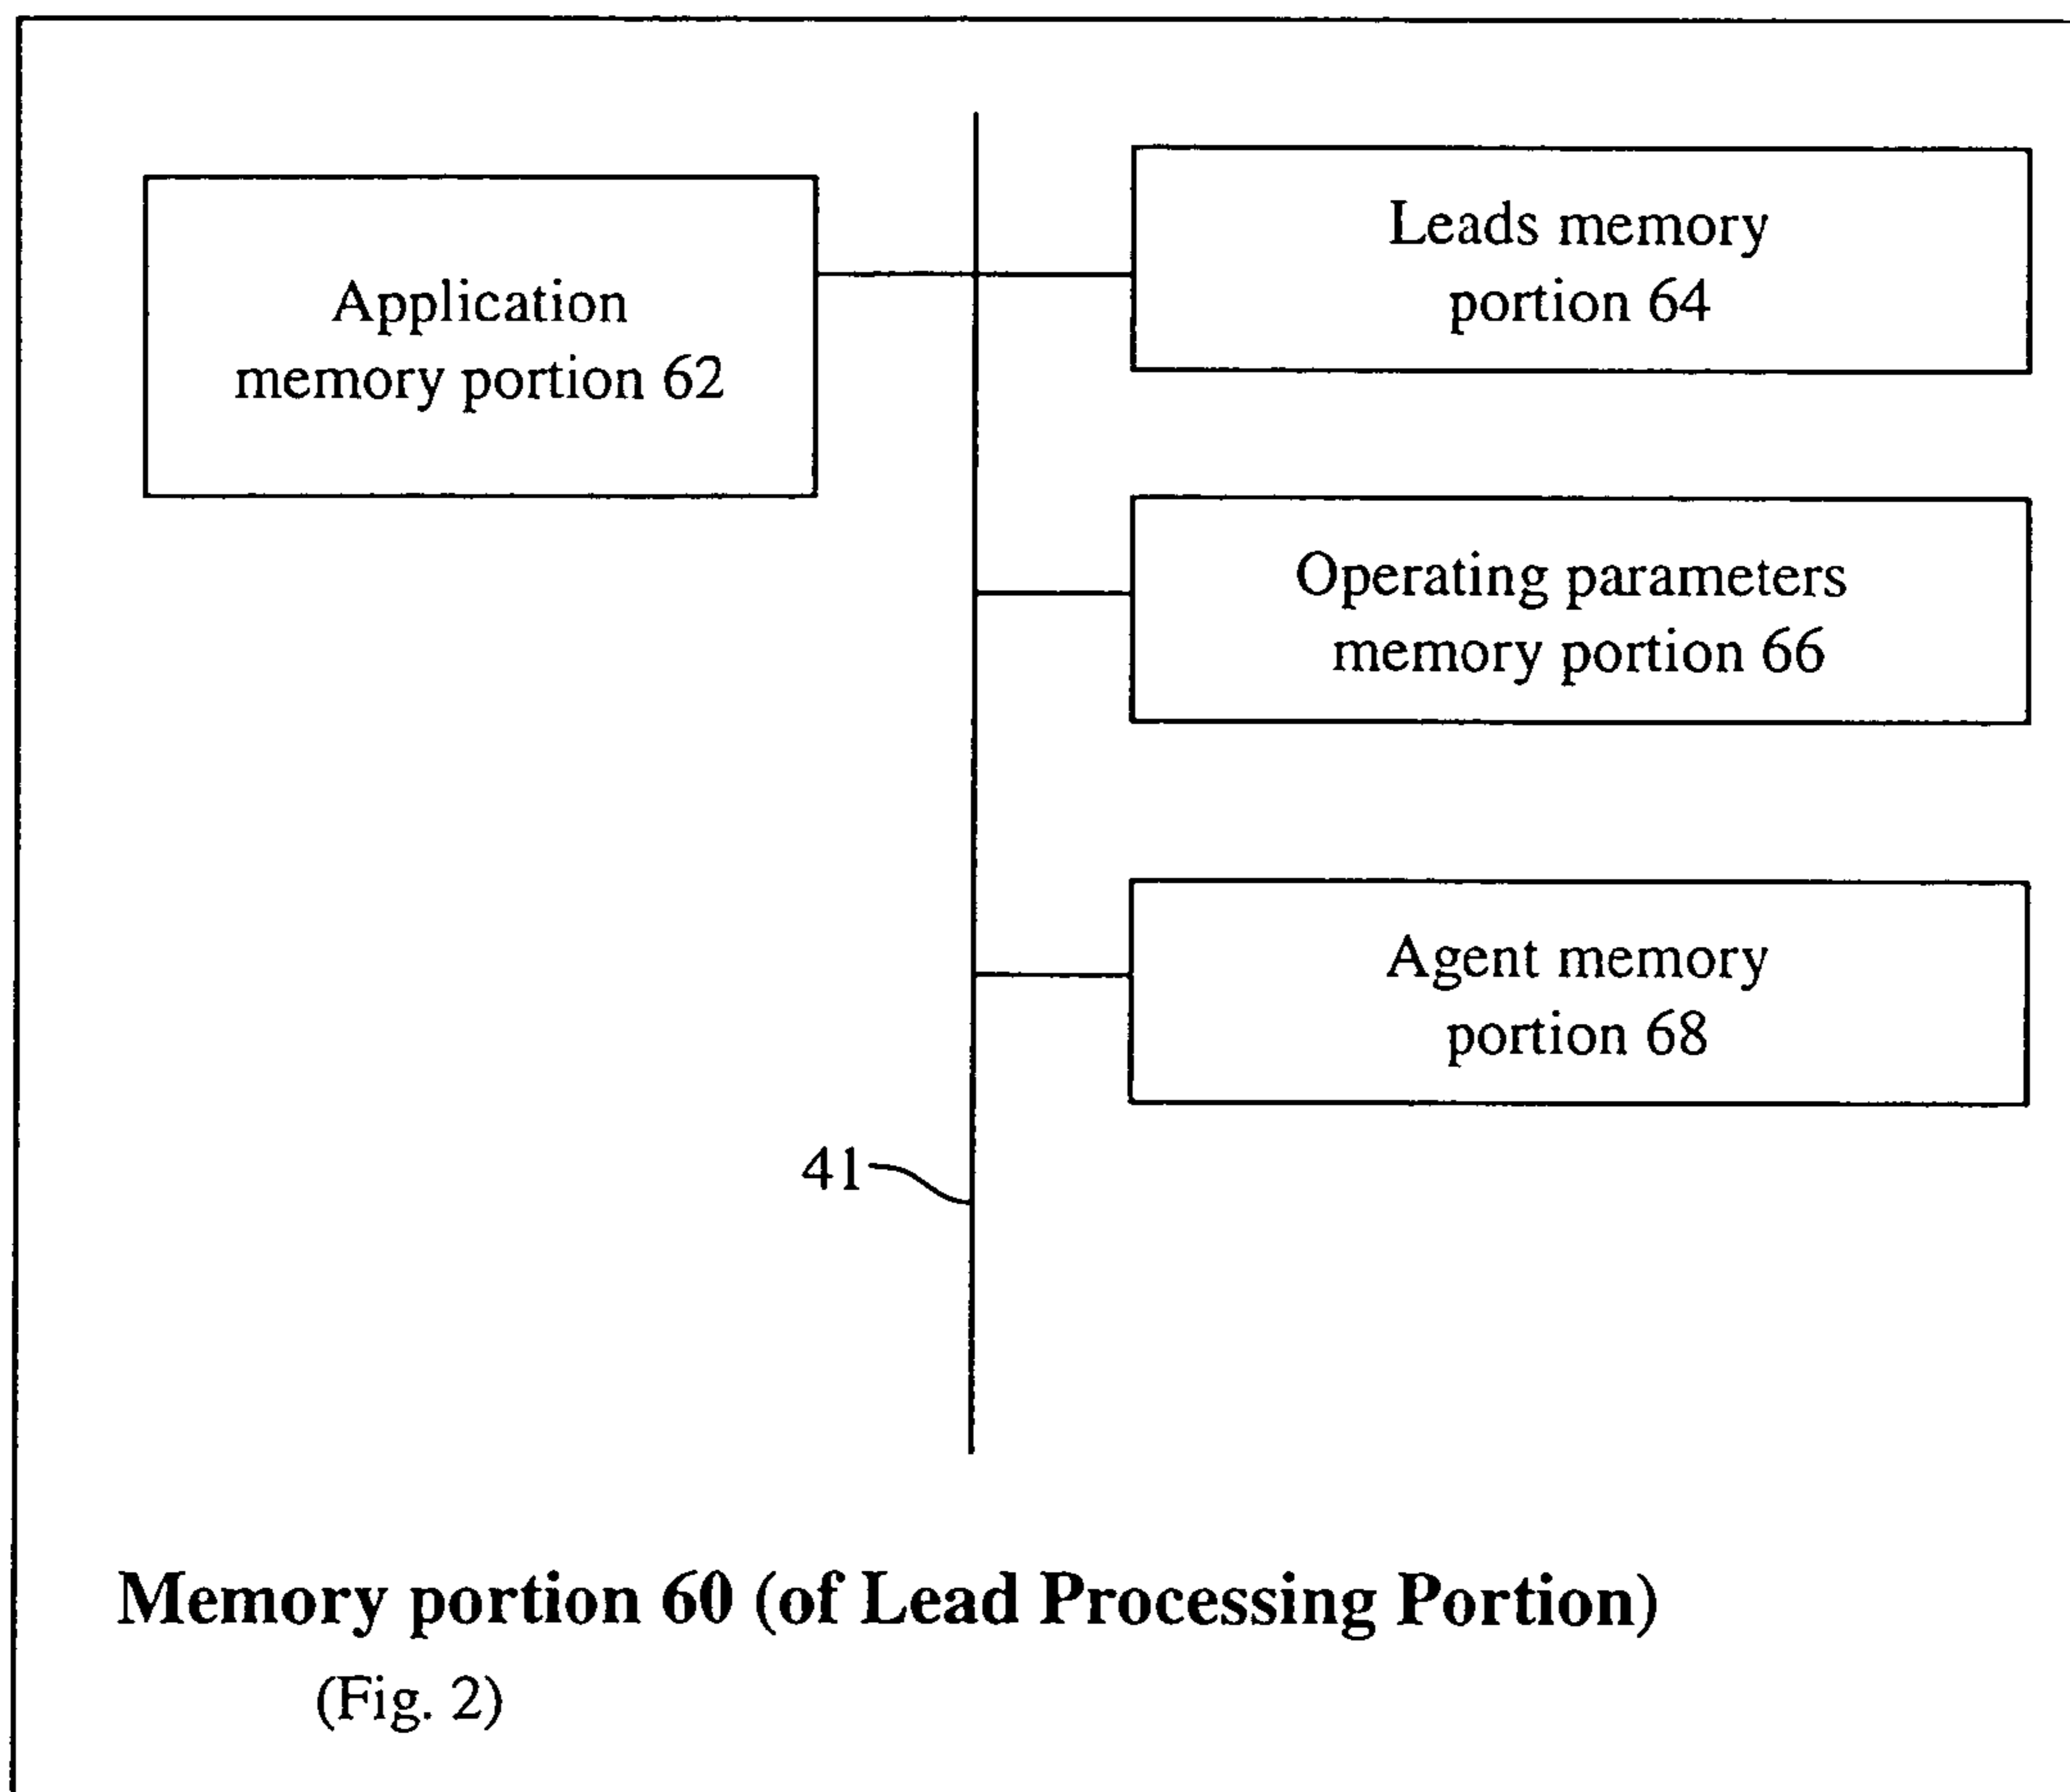 Application
memory portion 62
Leads memory
portion 64
Operating parameters
memory portion 66
Agent memory
portion 68
41
Memory portion 60 (of Lead Processing Portion)
(Fig. 2)